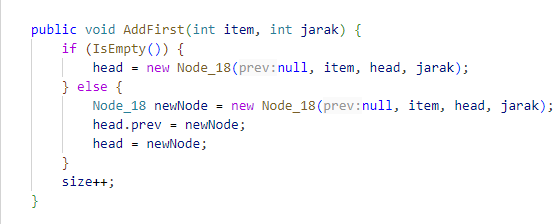 public void AddFirst(int item, int jarak) {
if (IsEmpty()) {
head = new Node_18(prev:null, item, head, jarak);
} else {
Node_18 newNode = new Node_18(prev:null, item, head, jarak);
head.prev = newNode;
head = newNode;
}
size++;
}